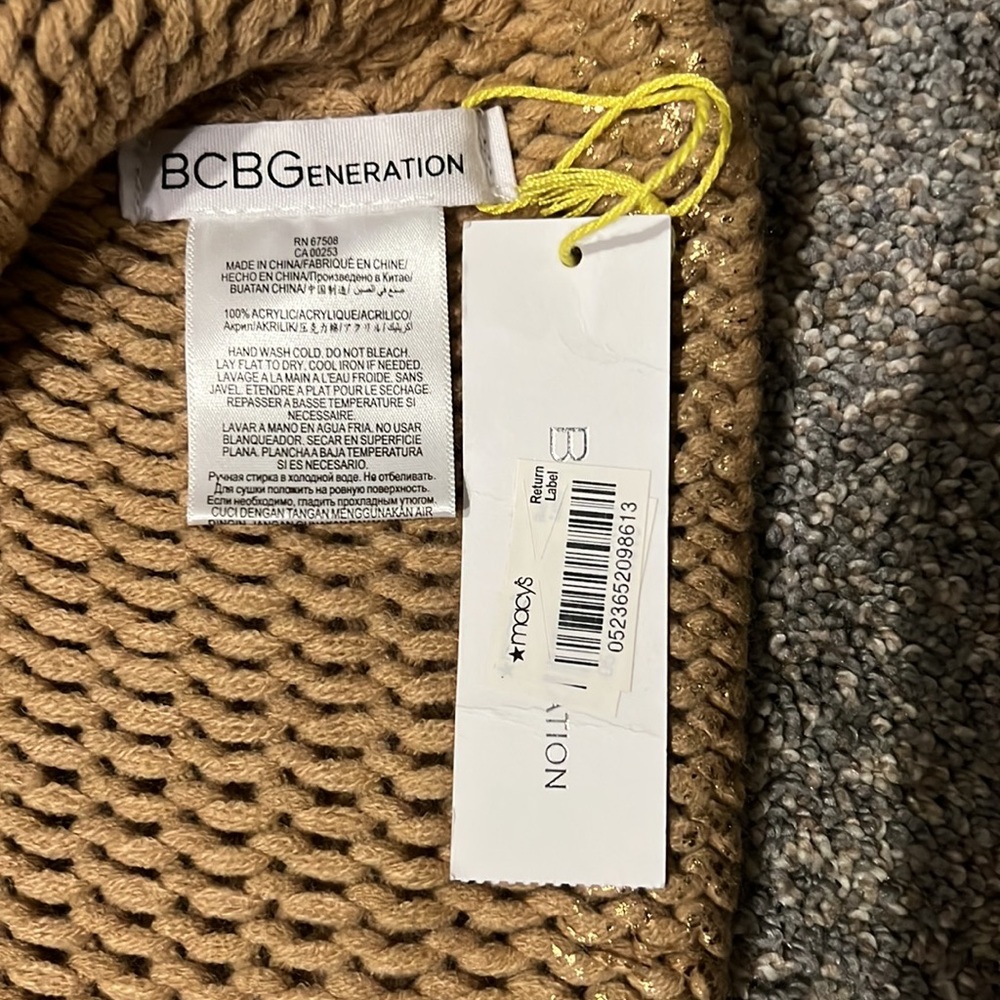 BCBGENERATION
RN 67508
CA 00253
MADE IN CHINA/FABRIQUÉ EN CHINE/
HECHO EN CHINA/Произведено в Китае/
BUATAN CHINA/中国制造/صنع في الصين
100% ACRYLIC/ACRYLIQUE/ACRÍLICO/
Акрил/AKRILIK/压克力棉/アクリル/اكريليك
HAND WASH COLD. DO NOT BLEACH.
LAY FLAT TO DRY. COOL IRON IF NEEDED.
LAVAGE A LA MAIN A L'EAU FROIDE. SANS
JAVEL. ETENDRE A PLAT POUR LE SECHAGE.
REPASSER A BASSE TEMPERATURE SI
NECESSAIRE.
LAVAR A MANO EN AGUA FRIA. NO USAR
BLANQUEADOR. SECAR EN SUPERFICIE
PLANA. PLANCHA A BAJA TEMPERATURA
SI ES NECESARIO.
Ручная стирка в холодной воде. Не отбеливать.
Для сушки положить на ровную поверхность.
Если необходимо, гладить прохладным утюгом.
CUCI DENGAN TANGAN MENGGUNAKAN AIR
B
ATION
Return
Label
★macy's
0523652098613